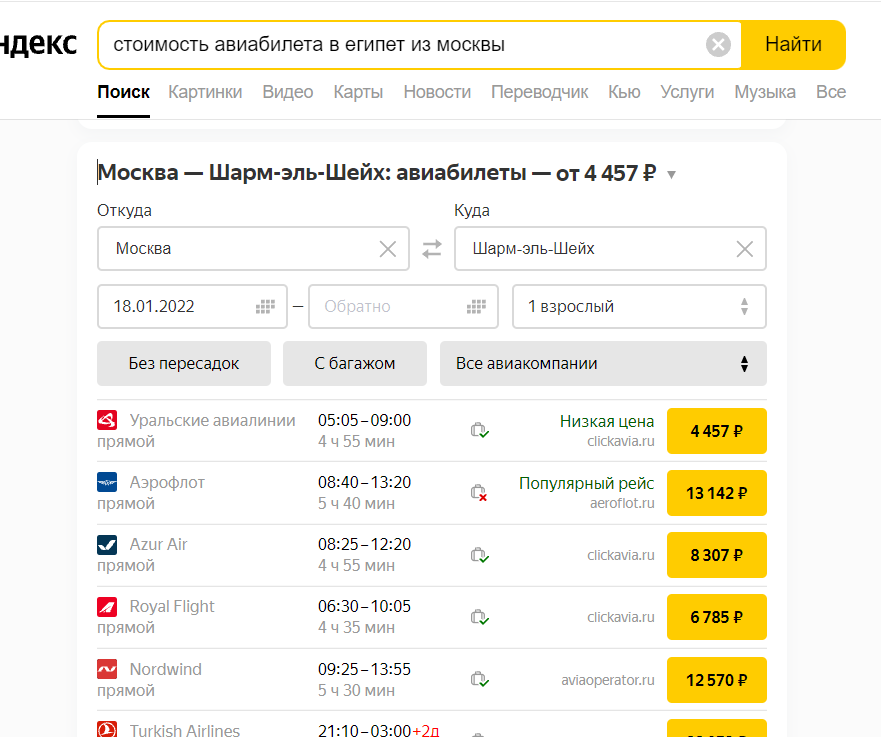 ндекс
стоимость авиабилета в египет из москвы
Найти
Поиск Картинки Видео Карты Новости Переводчик Кью Услуги Музыка Все
Москва — Шарм-эль-Шейх: авиабилеты — от 4 457 ₽
Откуда Куда
Москва Шарм-эль-Шейх
18.01.2022 — Обратно 1 взрослый
Без пересадок С багажом Все авиакомпании
Уральские авиалинии 05:05–09:00 Низкая цена 4 457 ₽
прямой 4 ч 55 мин clickavia.ru
Аэрофлот 08:40–13:20 Популярный рейс 13 142 ₽
прямой 5 ч 40 мин aeroflot.ru
Azur Air 08:25–12:20 8 307 ₽
прямой 4 ч 55 мин clickavia.ru
Royal Flight 06:30–10:05 6 785 ₽
прямой 4 ч 35 мин clickavia.ru
Nordwind 09:25–13:55 12 570 ₽
прямой 5 ч 30 мин aviaoperator.ru
Turkish Airlines 21:10–03:00+2д